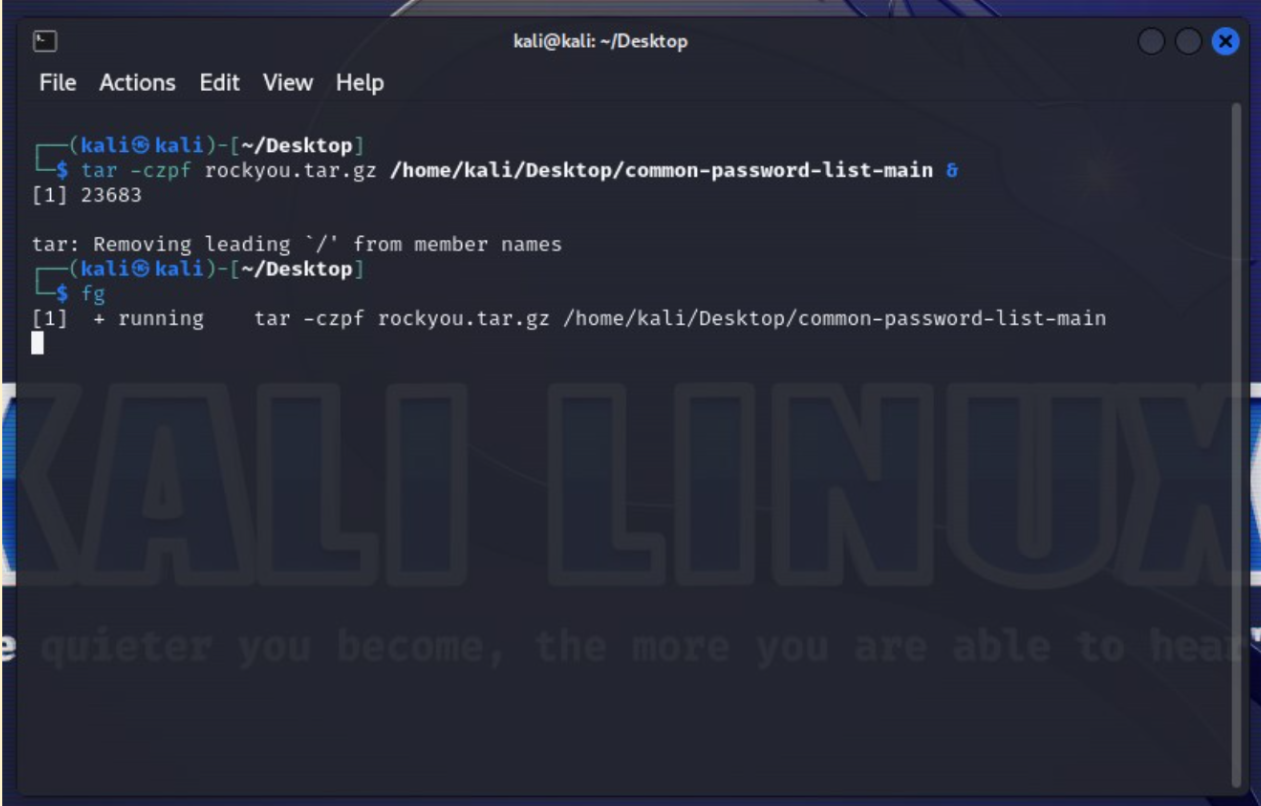 kali@kali: ~/Desktop
File Actions Edit View Help
┌──(kali㉿kali)-[~/Desktop]
└─$ tar -czpf rockyou.tar.gz /home/kali/Desktop/common-password-list-main &
[1] 23683
tar: Removing leading `/' from member names
┌──(kali㉿kali)-[~/Desktop]
└─$ fg
[1]  + running    tar -czpf rockyou.tar.gz /home/kali/Desktop/common-password-list-main
KALI LINUX
e quieter you become, the more you are able to hear"